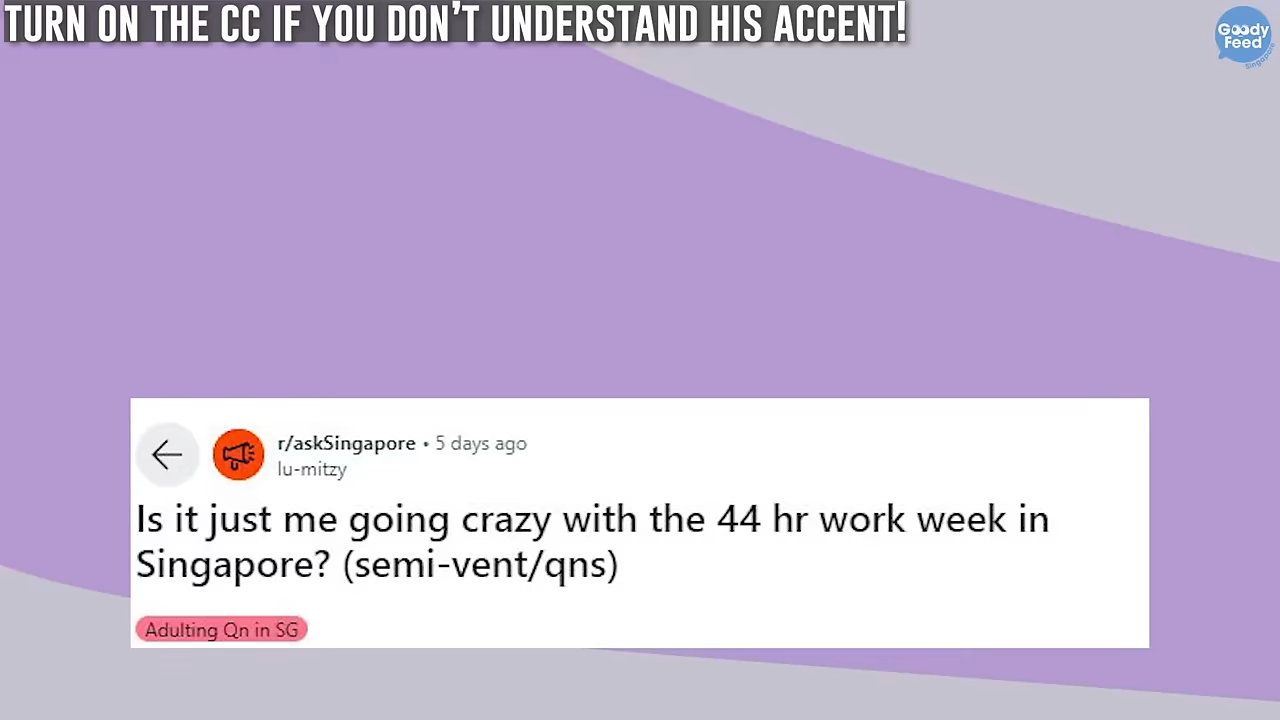 TURN ON THE CC IF YOU DON'T UNDERSTAND HIS ACCENT!
Goody
Feed
Singapore
r/askSingapore • 5 days ago
lu-mitzy
Is it just me going crazy with the 44 hr work week in
Singapore? (semi-vent/qns)
Adulting Qn in SG